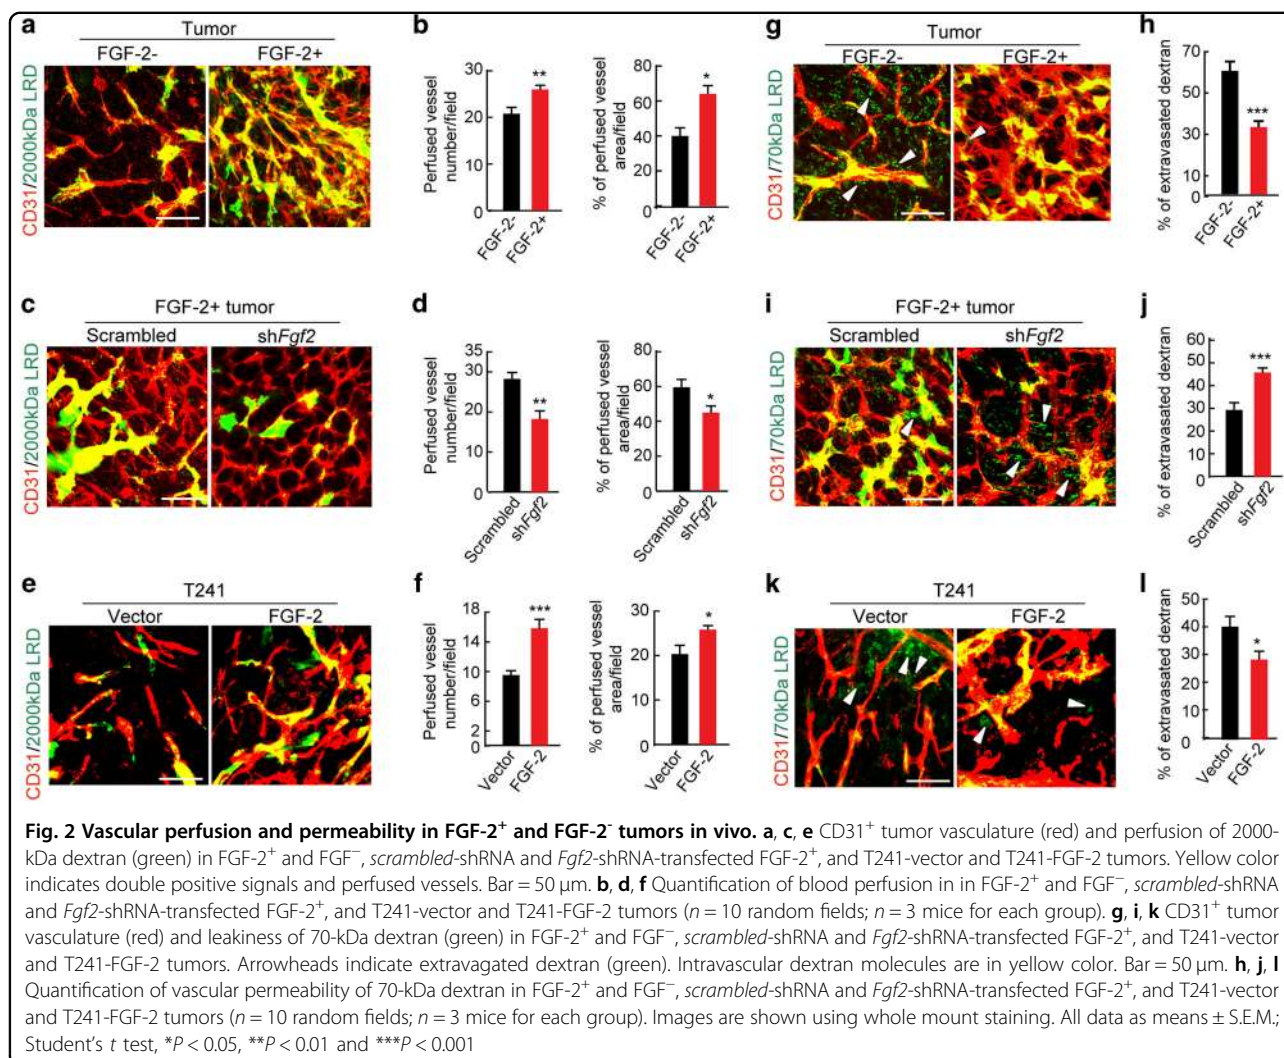 a
Tumor
FGF-2- FGF-2+
CD31/2000kDa LRD
b
Perfused vessel number/field
30
20
10
0
**
FGF-2- FGF-2+
% of perfused vessel area/field
80
60
40
20
0
*
FGF-2- FGF-2+
g
Tumor
FGF-2- FGF-2+
CD31/70kDa LRD
h
% of extravasated dextran
70
60
30
0
***
FGF-2- FGF-2+
c
FGF-2+ tumor
Scrambled shFgf2
CD31/2000kDa LRD
d
Perfused vessel number/field
45
30
15
0
**
Scrambled shFgf2
% of perfused vessel area/field
80
60
40
20
0
*
Scrambled shFgf2
i
FGF-2+ tumor
Scrambled shFgf2
CD31/70kDa LRD
j
% of extravasated dextran
60
50
40
30
20
10
0
***
Scrambled shFgf2
e
T241
Vector FGF-2
CD31/2000kDa LRD
f
Perfused vessel number/field
18
14
10
6
2
***
Vector FGF-2
% of perfused vessel area/field
30
20
10
0
*
Vector FGF-2
k
T241
Vector FGF-2
CD31/70kDa LRD
l
% of extravasated dextran
50
40
30
20
10
0
*
Vector FGF-2
Fig. 2 Vascular perfusion and permeability in FGF-2⁺ and FGF-2⁻ tumors in vivo. a, c, e CD31⁺ tumor vasculature (red) and perfusion of 2000-
kDa dextran (green) in FGF-2⁺ and FGF⁻, scrambled-shRNA and Fgf2-shRNA-transfected FGF-2⁺, and T241-vector and T241-FGF-2 tumors. Yellow color
indicates double positive signals and perfused vessels. Bar = 50 µm. b, d, f Quantification of blood perfusion in in FGF-2⁺ and FGF⁻, scrambled-shRNA
and Fgf2-shRNA-transfected FGF-2⁺, and T241-vector and T241-FGF-2 tumors (n = 10 random fields; n = 3 mice for each group). g, i, k CD31⁺ tumor
vasculature (red) and leakiness of 70-kDa dextran (green) in FGF-2⁺ and FGF⁻, scrambled-shRNA and Fgf2-shRNA-transfected FGF-2⁺, and T241-vector
and T241-FGF-2 tumors. Arrowheads indicate extravagated dextran (green). Intravascular dextran molecules are in yellow color. Bar = 50 µm. h, j, l
Quantification of vascular permeability of 70-kDa dextran in FGF-2⁺ and FGF⁻, scrambled-shRNA and Fgf2-shRNA-transfected FGF-2⁺, and T241-vector
and T241-FGF-2 tumors (n = 10 random fields; n = 3 mice for each group). Images are shown using whole mount staining. All data as means ± S.E.M.;
Student's t test, *P < 0.05, **P < 0.01 and ***P < 0.001